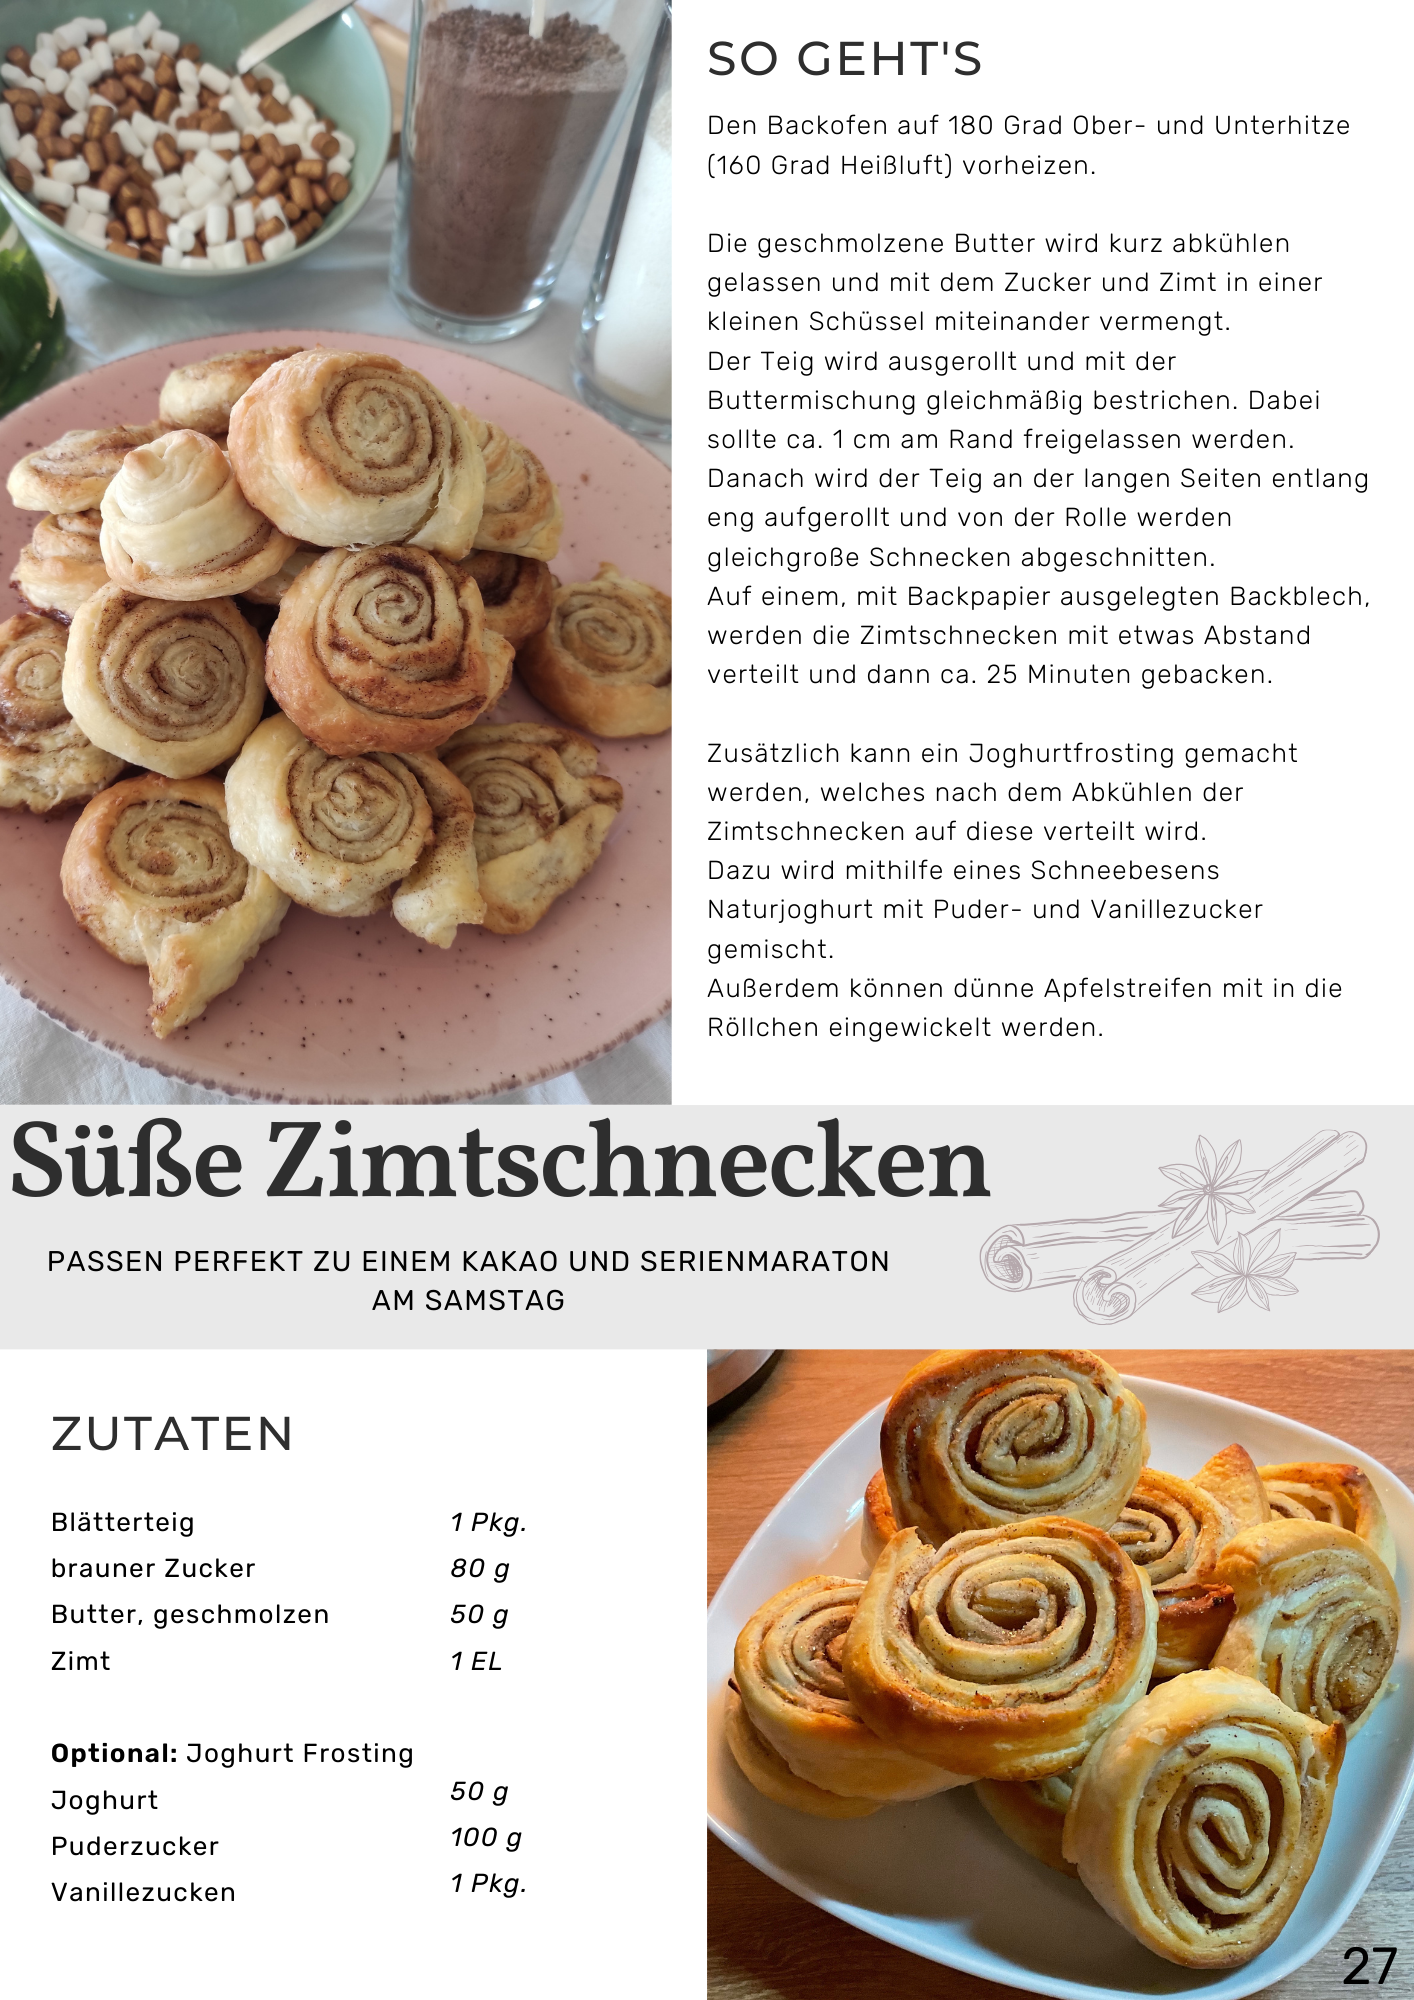 SO GEHT'S
Den Backofen auf 180 Grad Ober- und Unterhitze
(160 Grad Heißluft) vorheizen.
Die geschmolzene Butter wird kurz abkühlen
gelassen und mit dem Zucker und Zimt in einer
kleinen Schüssel miteinander vermengt.
Der Teig wird ausgerollt und mit der
Buttermischung gleichmäßig bestrichen. Dabei
sollte ca. 1 cm am Rand freigelassen werden.
Danach wird der Teig an der langen Seiten entlang
eng aufgerollt und von der Rolle werden
gleichgroße Schnecken abgeschnitten.
Auf einem, mit Backpapier ausgelegten Backblech,
werden die Zimtschnecken mit etwas Abstand
verteilt und dann ca. 25 Minuten gebacken.
Zusätzlich kann ein Joghurtfrosting gemacht
werden, welches nach dem Abkühlen der
Zimtschnecken auf diese verteilt wird.
Dazu wird mithilfe eines Schneebesens
Naturjoghurt mit Puder- und Vanillezucker
gemischt.
Außerdem können dünne Apfelstreifen mit in die
Röllchen eingewickelt werden.
Süße Zimtschnecken
PASSEN PERFEKT ZU EINEM KAKAO UND SERIENMARATON
AM SAMSTAG
ZUTATEN
Blätterteig 1 Pkg.
brauner Zucker 80 g
Butter, geschmolzen 50 g
Zimt 1 EL
Optional: Joghurt Frosting
Joghurt 50 g
Puderzucker 100 g
Vanillezucken 1 Pkg.
27